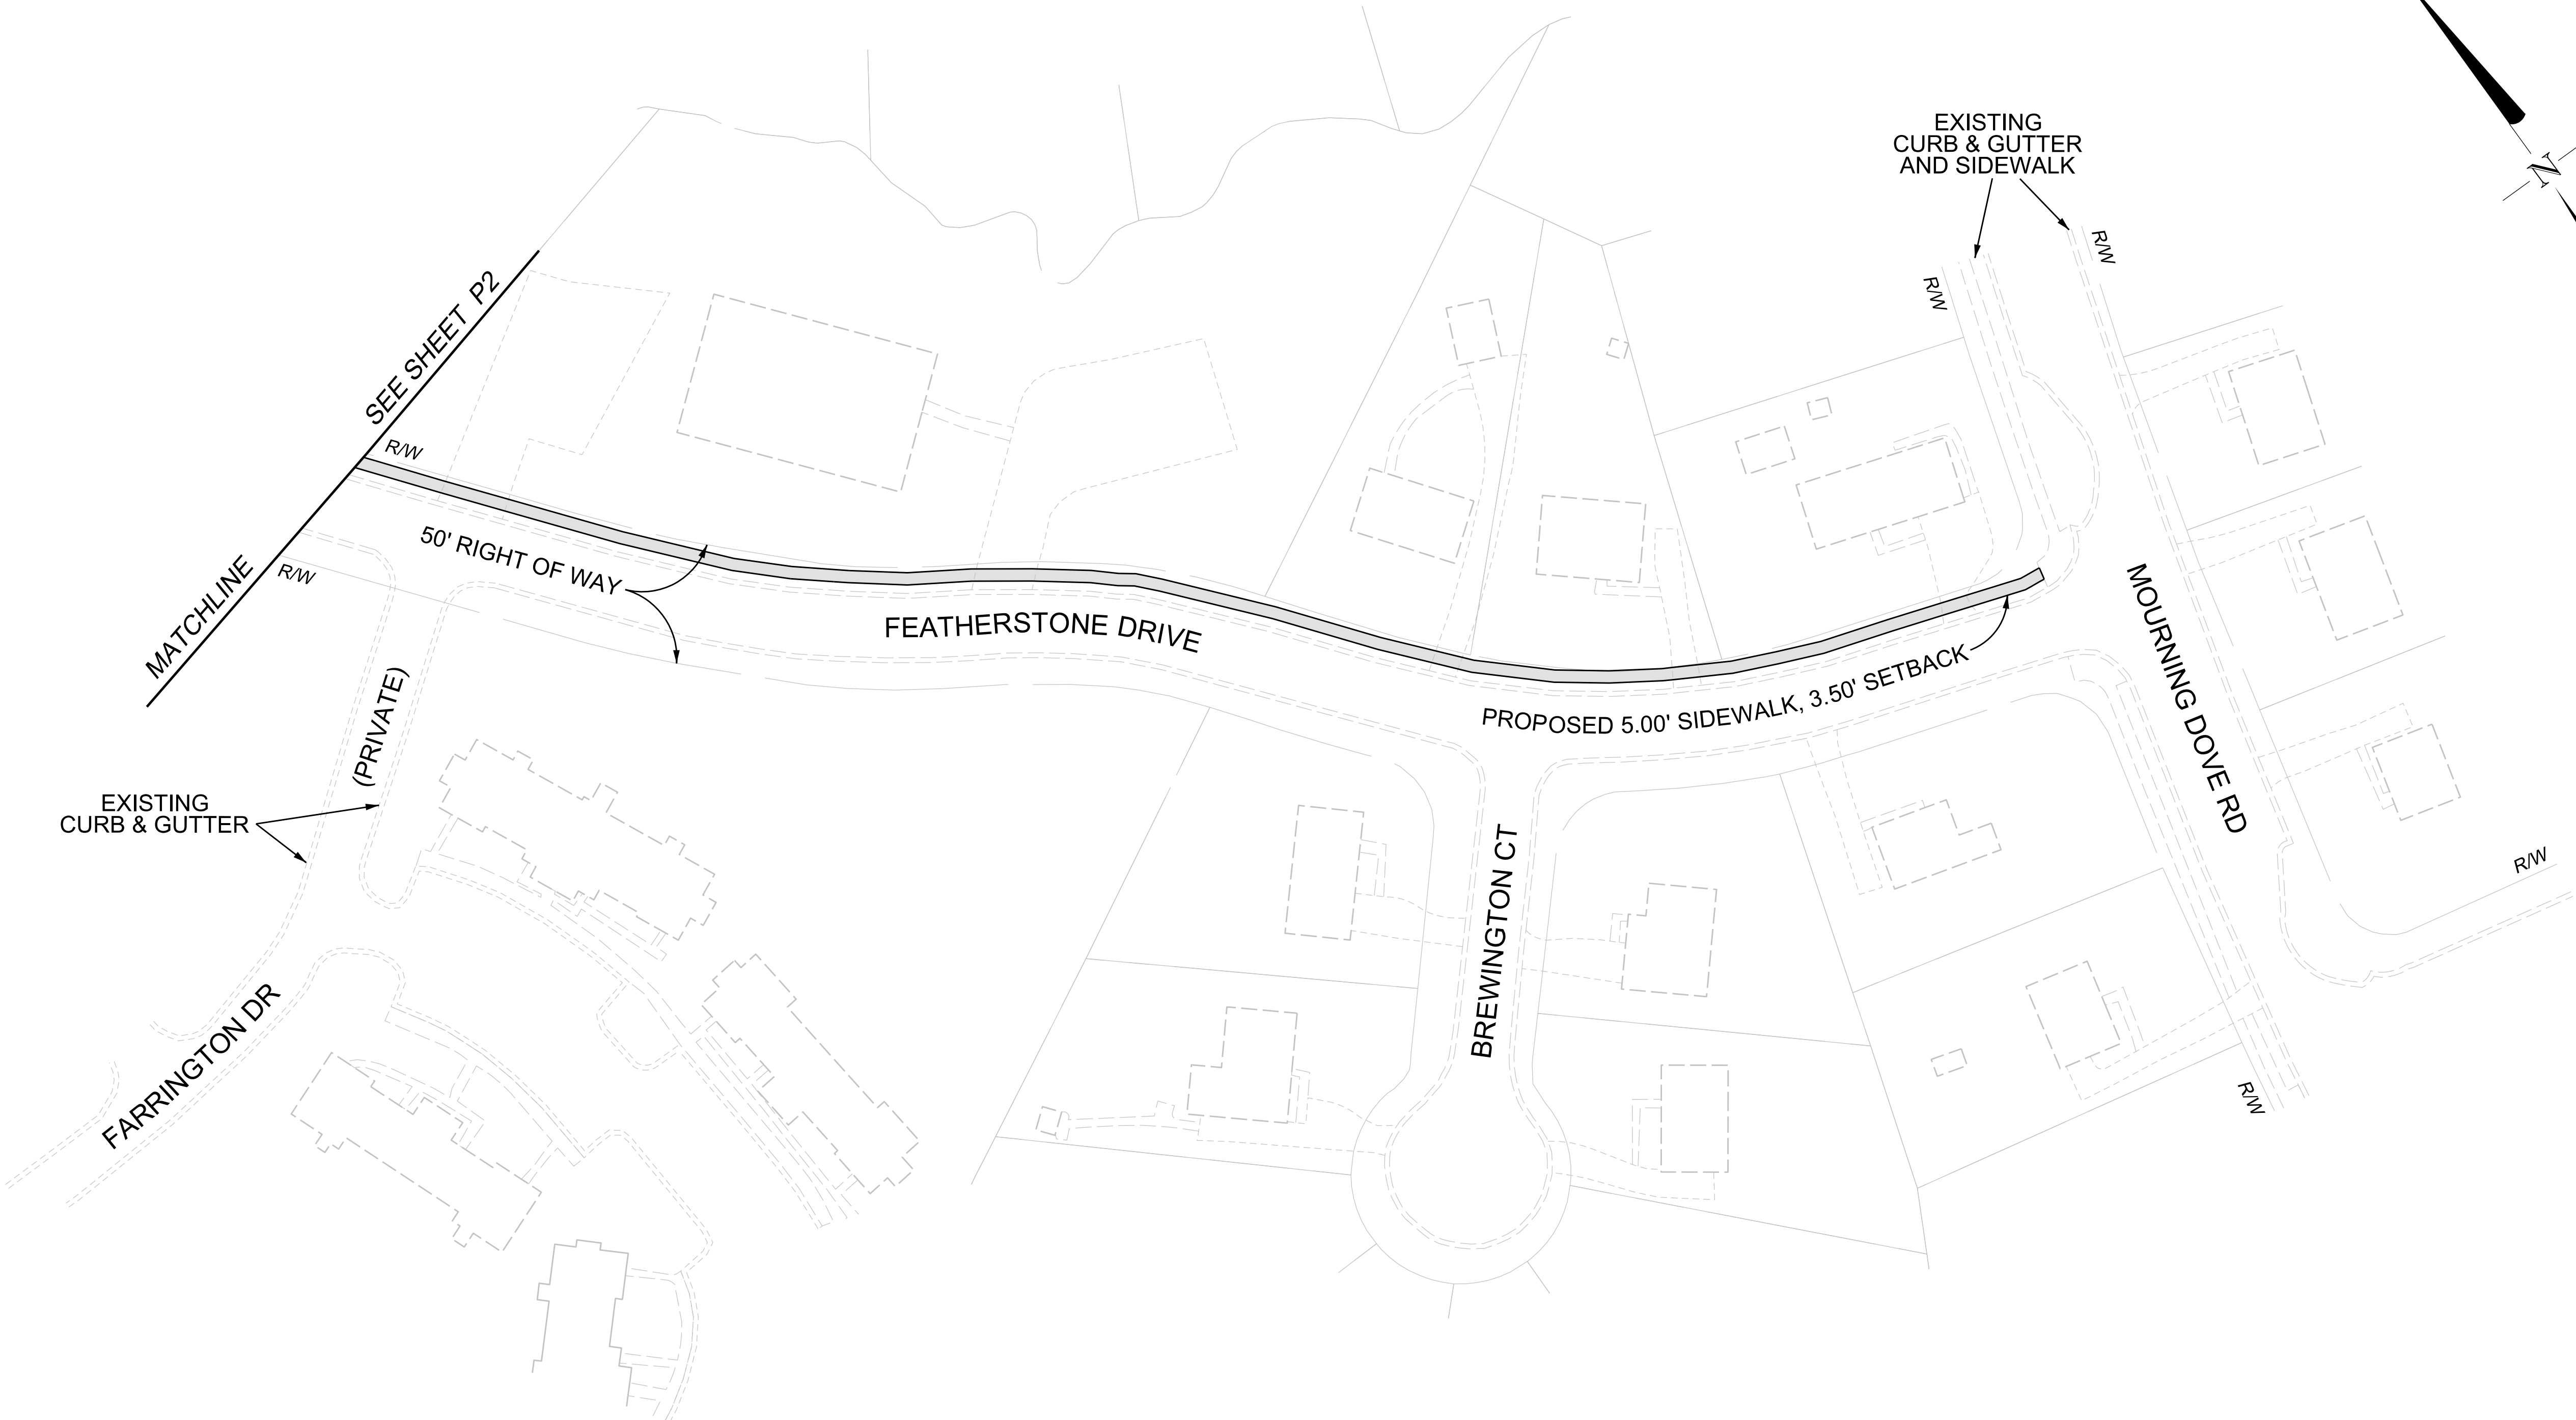 EXISTING
CURB & GUTTER
AND SIDEWALK
N
R/W
R/W
SEE SHEET P2
R/W
50' RIGHT OF WAY
R/W
MATCHLINE
FEATHERSTONE DRIVE
PROPOSED 5.00' SIDEWALK, 3.50' SETBACK
MOURNING DOVE RD
(PRIVATE)
EXISTING
CURB & GUTTER
BREWINGTON CT
R/W
FARRINGTON DR
R/W